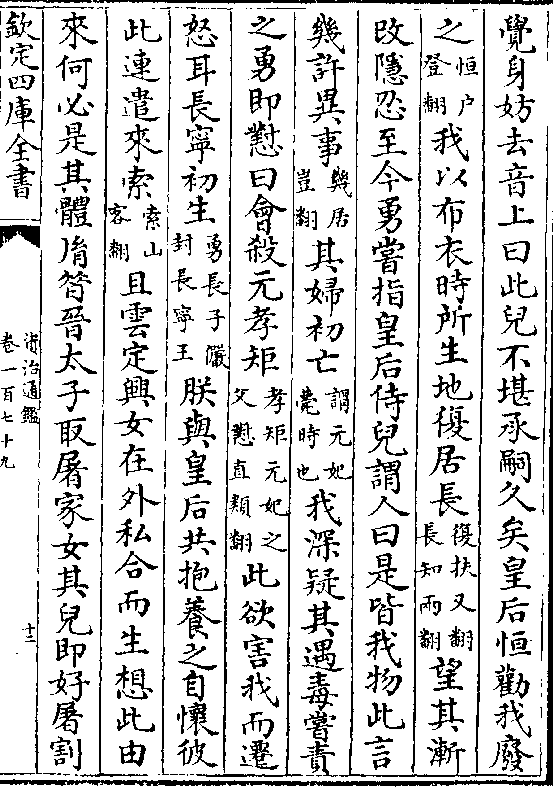 覺身妨去音上曰此兒不堪承嗣久矣皇后恒勸我廢
之恒户登翻我以布衣時所生地復居長復扶又翻長知兩翻望其漸
改隱忍至今勇嘗指皇后侍兒謂人曰是皆我物此言
幾許異事幾居豈翻其婦初亡謂元妃薨時也我深疑其遇毒嘗責
之勇即懟曰會殺元孝矩孝矩元妃之父懟直類翻此欲害我而遷
怒耳長寧初生勇長子儼封長寧王朕與皇后共抱養之自懷彼
此連遣來索索山客翻且雲定興女在外私合而生想此由
來何必是其體𦙍昔晉太子取屠家女其兒即好屠割
欽定四庫全書
資治通鑑
卷一百七十九
十三